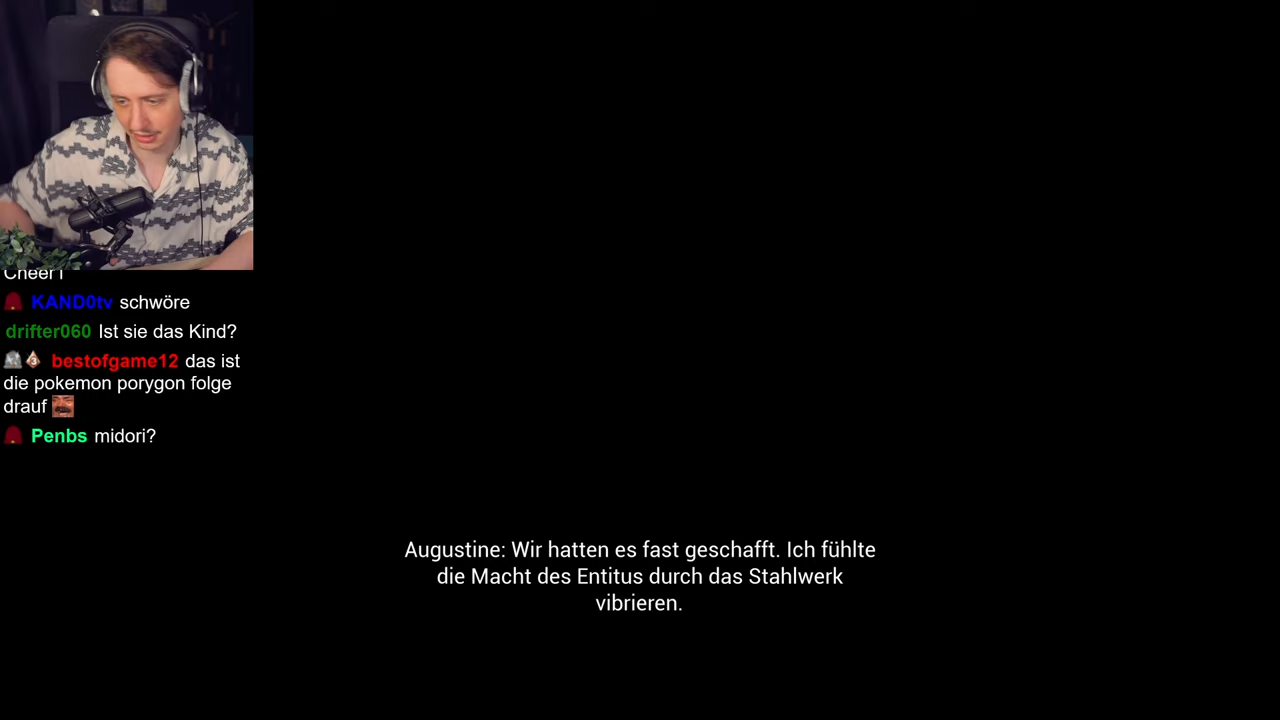 Cheer1
KAND0tv schwöre
drifter060 Ist sie das Kind?
bestofgame12 das ist
die pokemon porygon folge
drauf
Penbs midori?
Augustine: Wir hatten es fast geschafft. Ich fühlte
die Macht des Entitus durch das Stahlwerk
vibrieren.